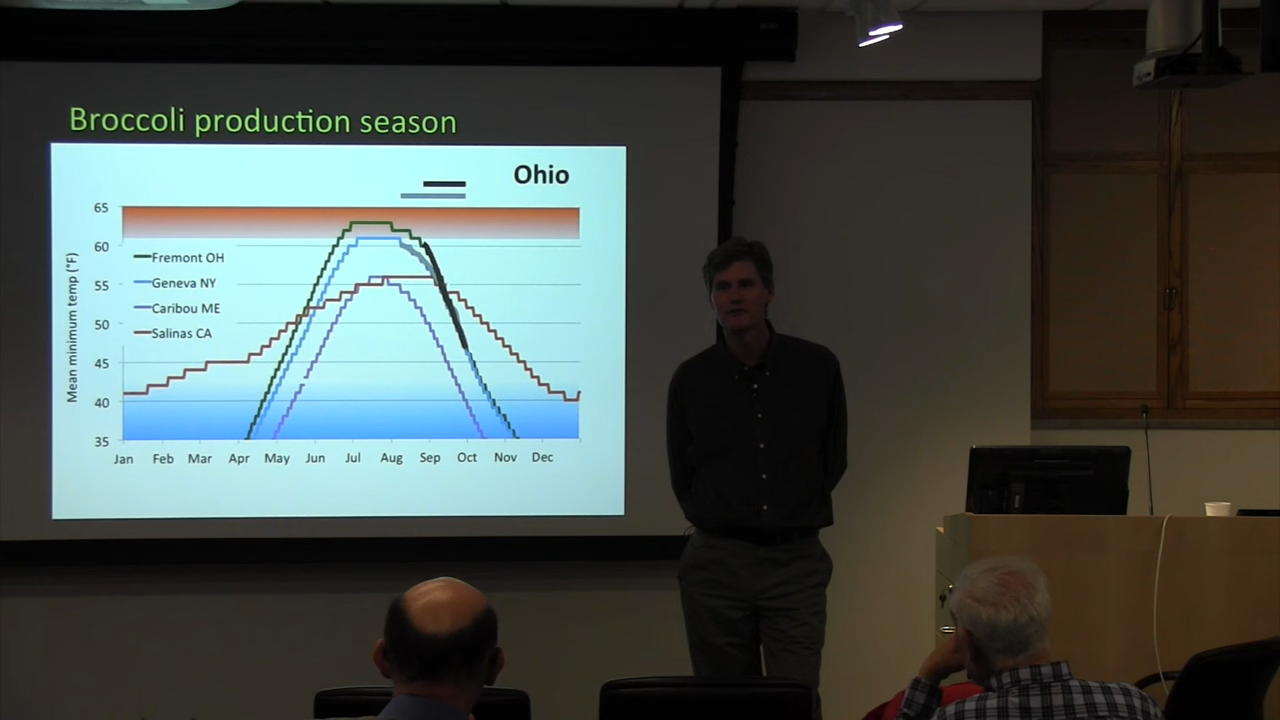 Broccoli production season
Ohio
Mean minimum temp (°F)
65
60
55
50
45
40
35
Fremont OH
Geneva NY
Caribou ME
Salinas CA
Jan Feb Mar Apr May Jun Jul Aug Sep Oct Nov Dec